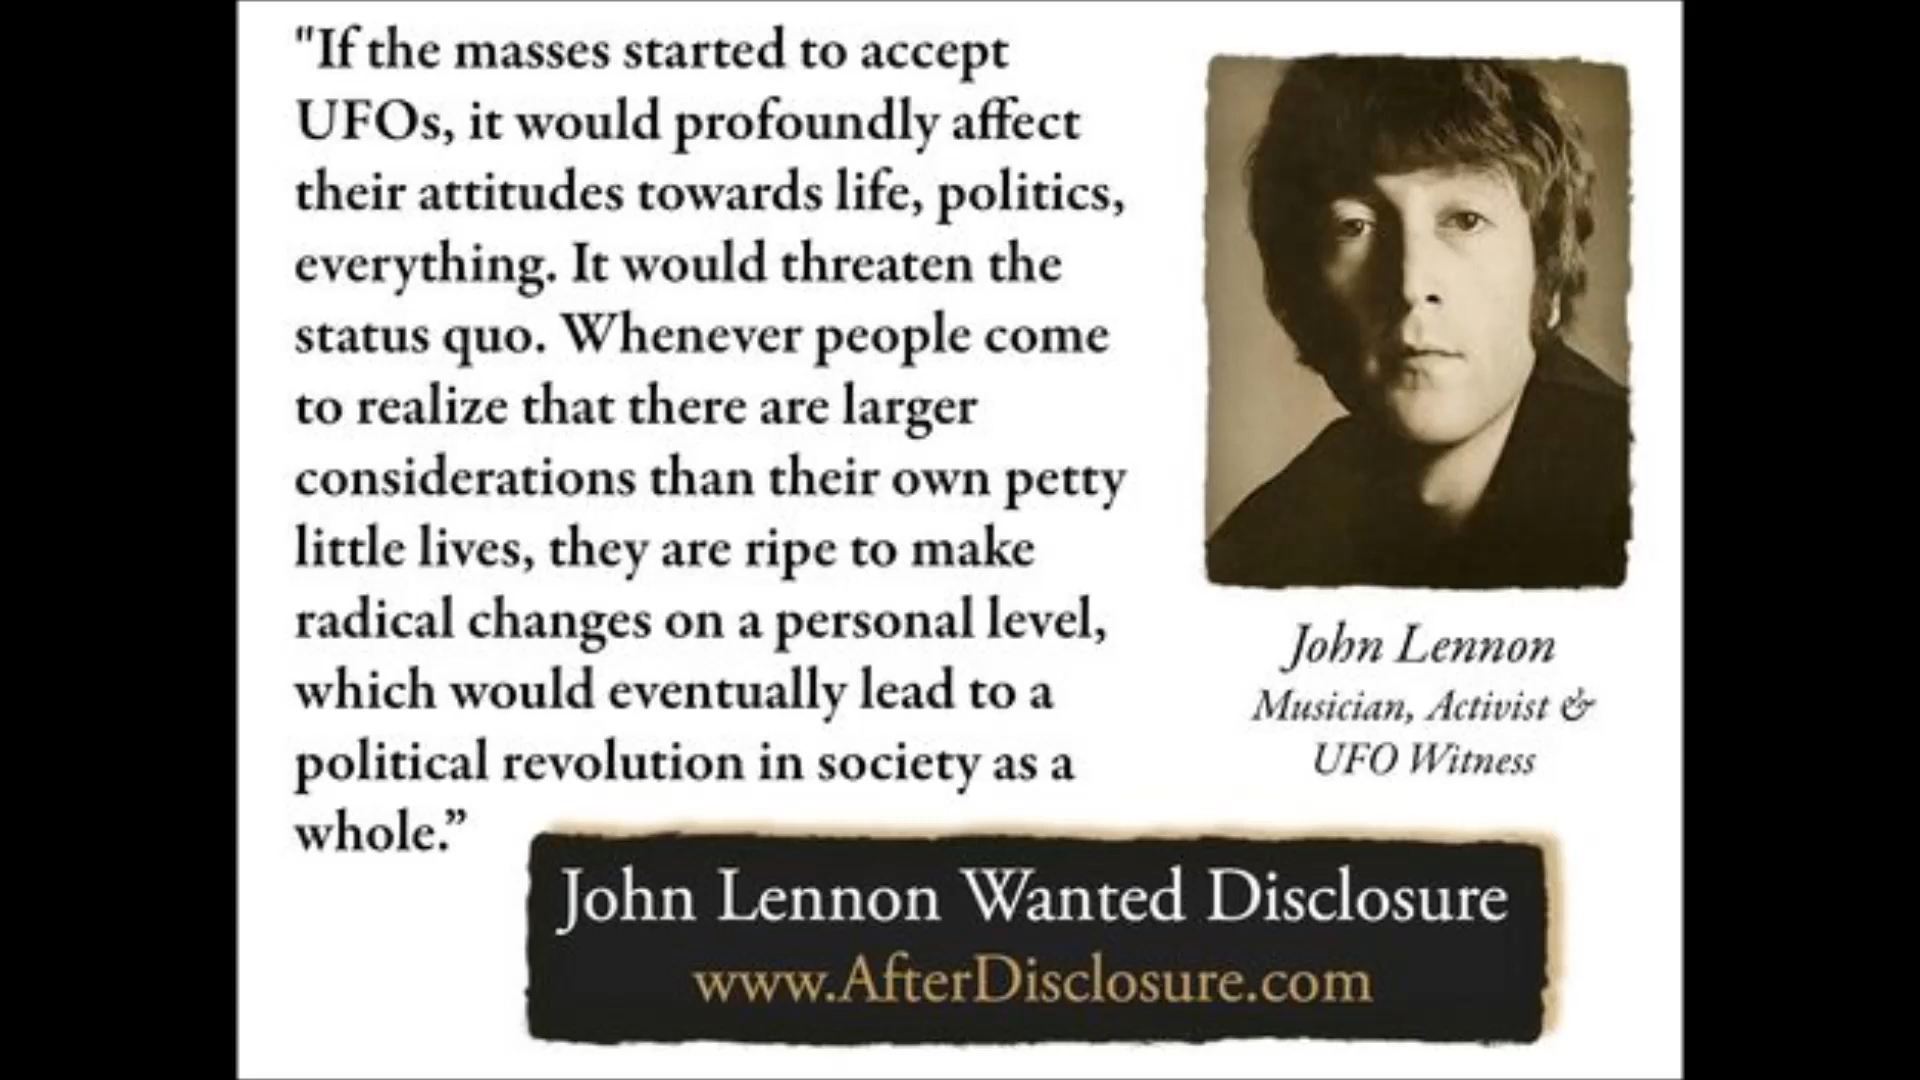 "If the masses started to accept
UFOs, it would profoundly affect
their attitudes towards life, politics,
everything. It would threaten the
status quo. Whenever people come
to realize that there are larger
considerations than their own petty
little lives, they are ripe to make
radical changes on a personal level,
which would eventually lead to a
political revolution in society as a
whole.”
John Lennon
Musician, Activist &
UFO Witness
John Lennon Wanted Disclosure
www.AfterDisclosure.com